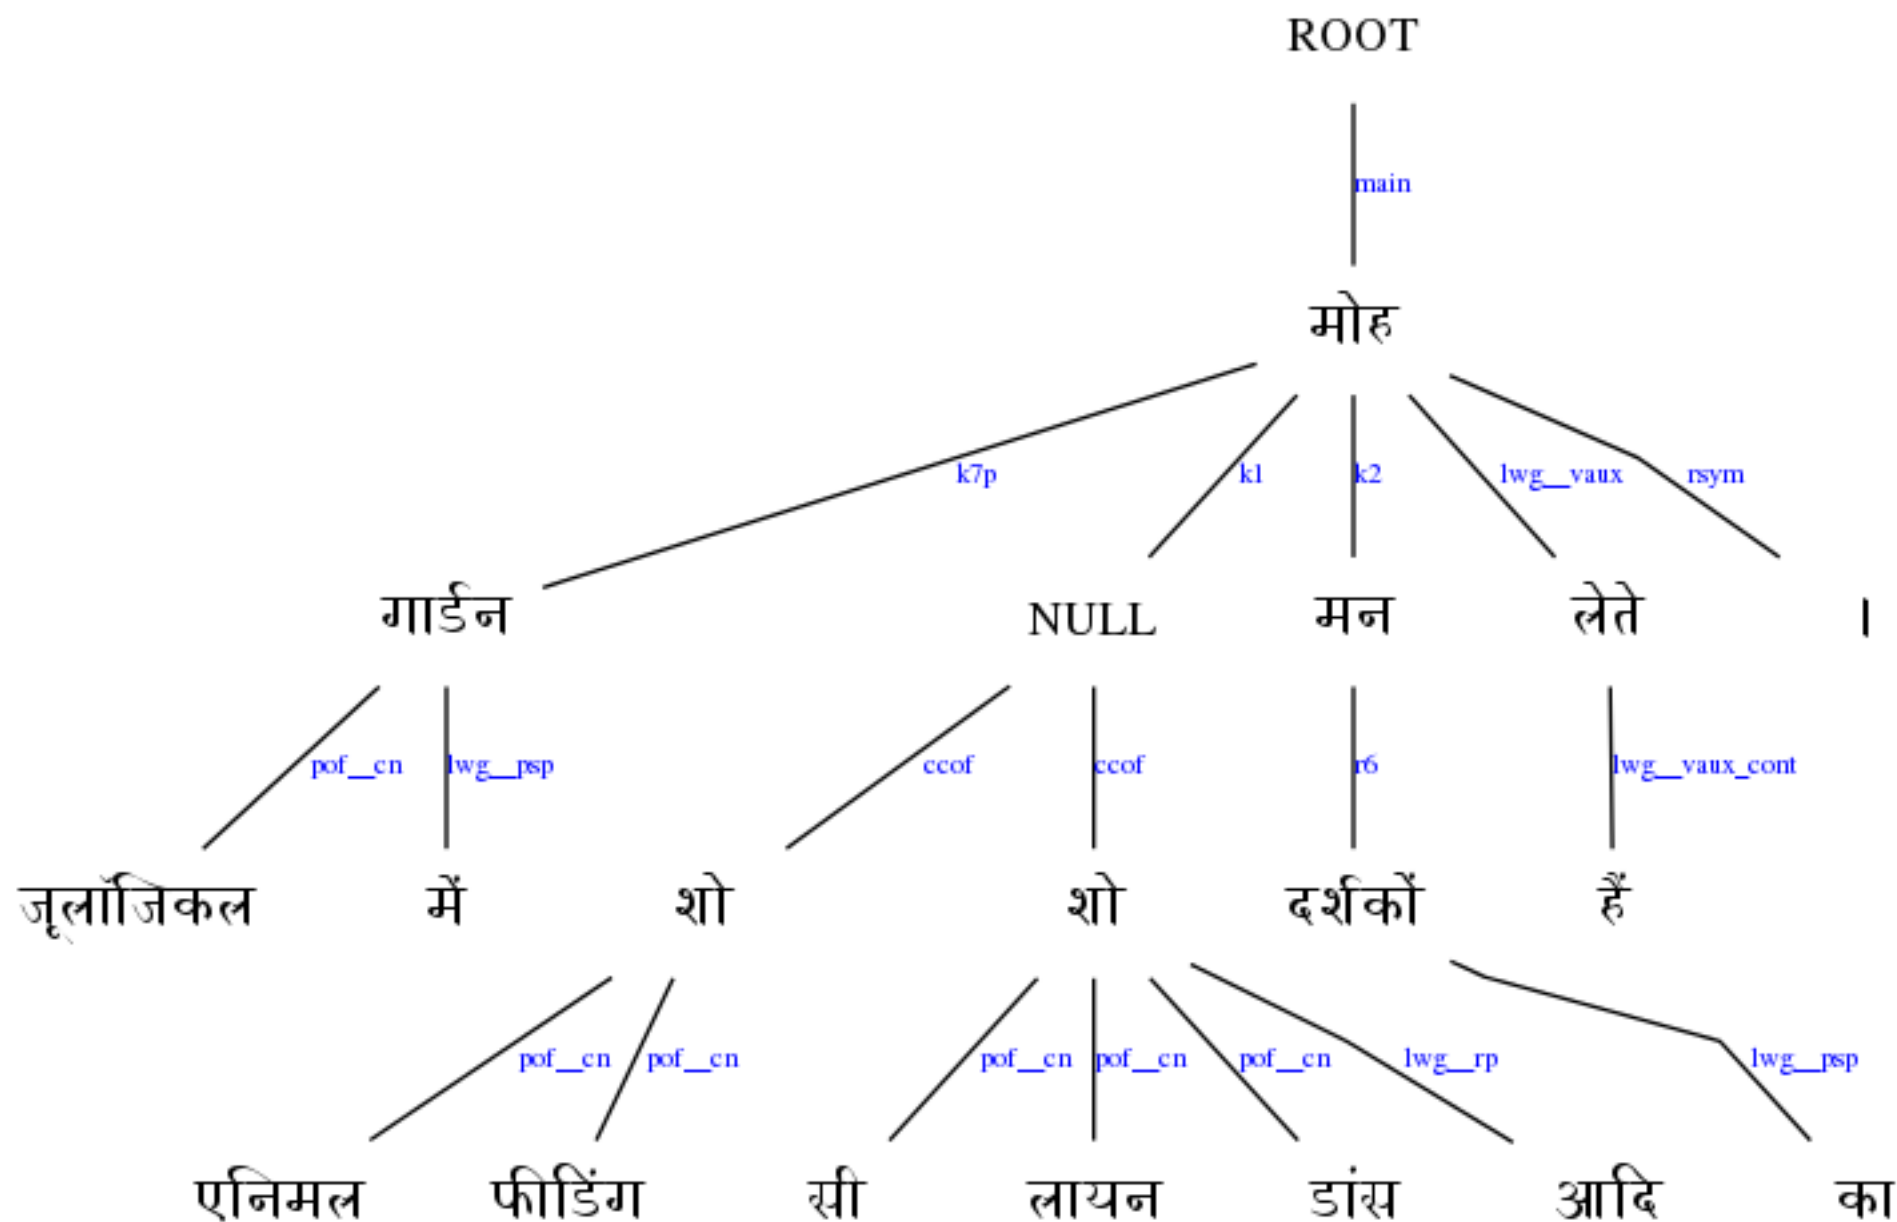 ROOT
main
मोह
k7p k1 k2 lwg__vaux rsym
गार्डन NULL मन लेते ।
pof__cn lwg__psp ccof ccof r6 lwg__vaux_cont
जूलॉजिकल में शो शो दर्शकों हैं
pof__cn pof__cn pof__cn pof__cn pof__cn lwg__rp lwg__psp
एनिमल फीडिंग सी लायन डांस आदि का